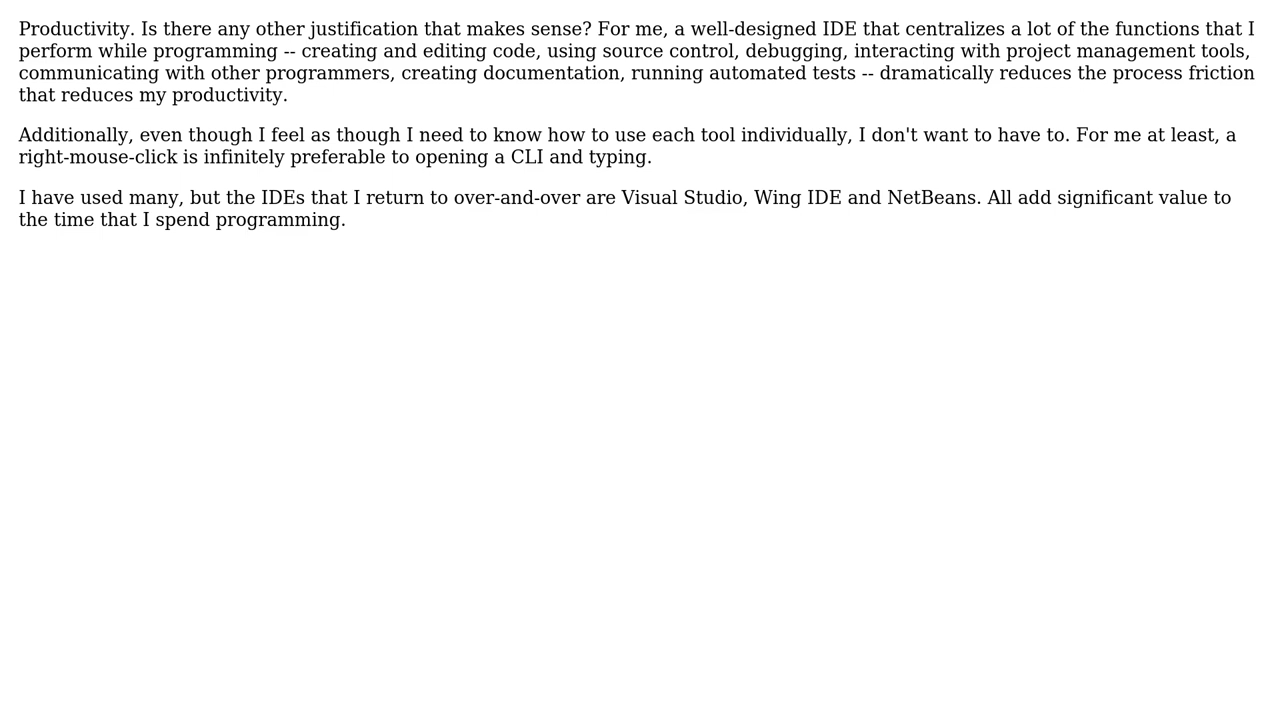 Productivity. Is there any other justification that makes sense? For me, a well-designed IDE that centralizes a lot of the functions that I
perform while programming -- creating and editing code, using source control, debugging, interacting with project management tools,
communicating with other programmers, creating documentation, running automated tests -- dramatically reduces the process friction
that reduces my productivity.
Additionally, even though I feel as though I need to know how to use each tool individually, I don't want to have to. For me at least, a
right-mouse-click is infinitely preferable to opening a CLI and typing.
I have used many, but the IDEs that I return to over-and-over are Visual Studio, Wing IDE and NetBeans. All add significant value to
the time that I spend programming.